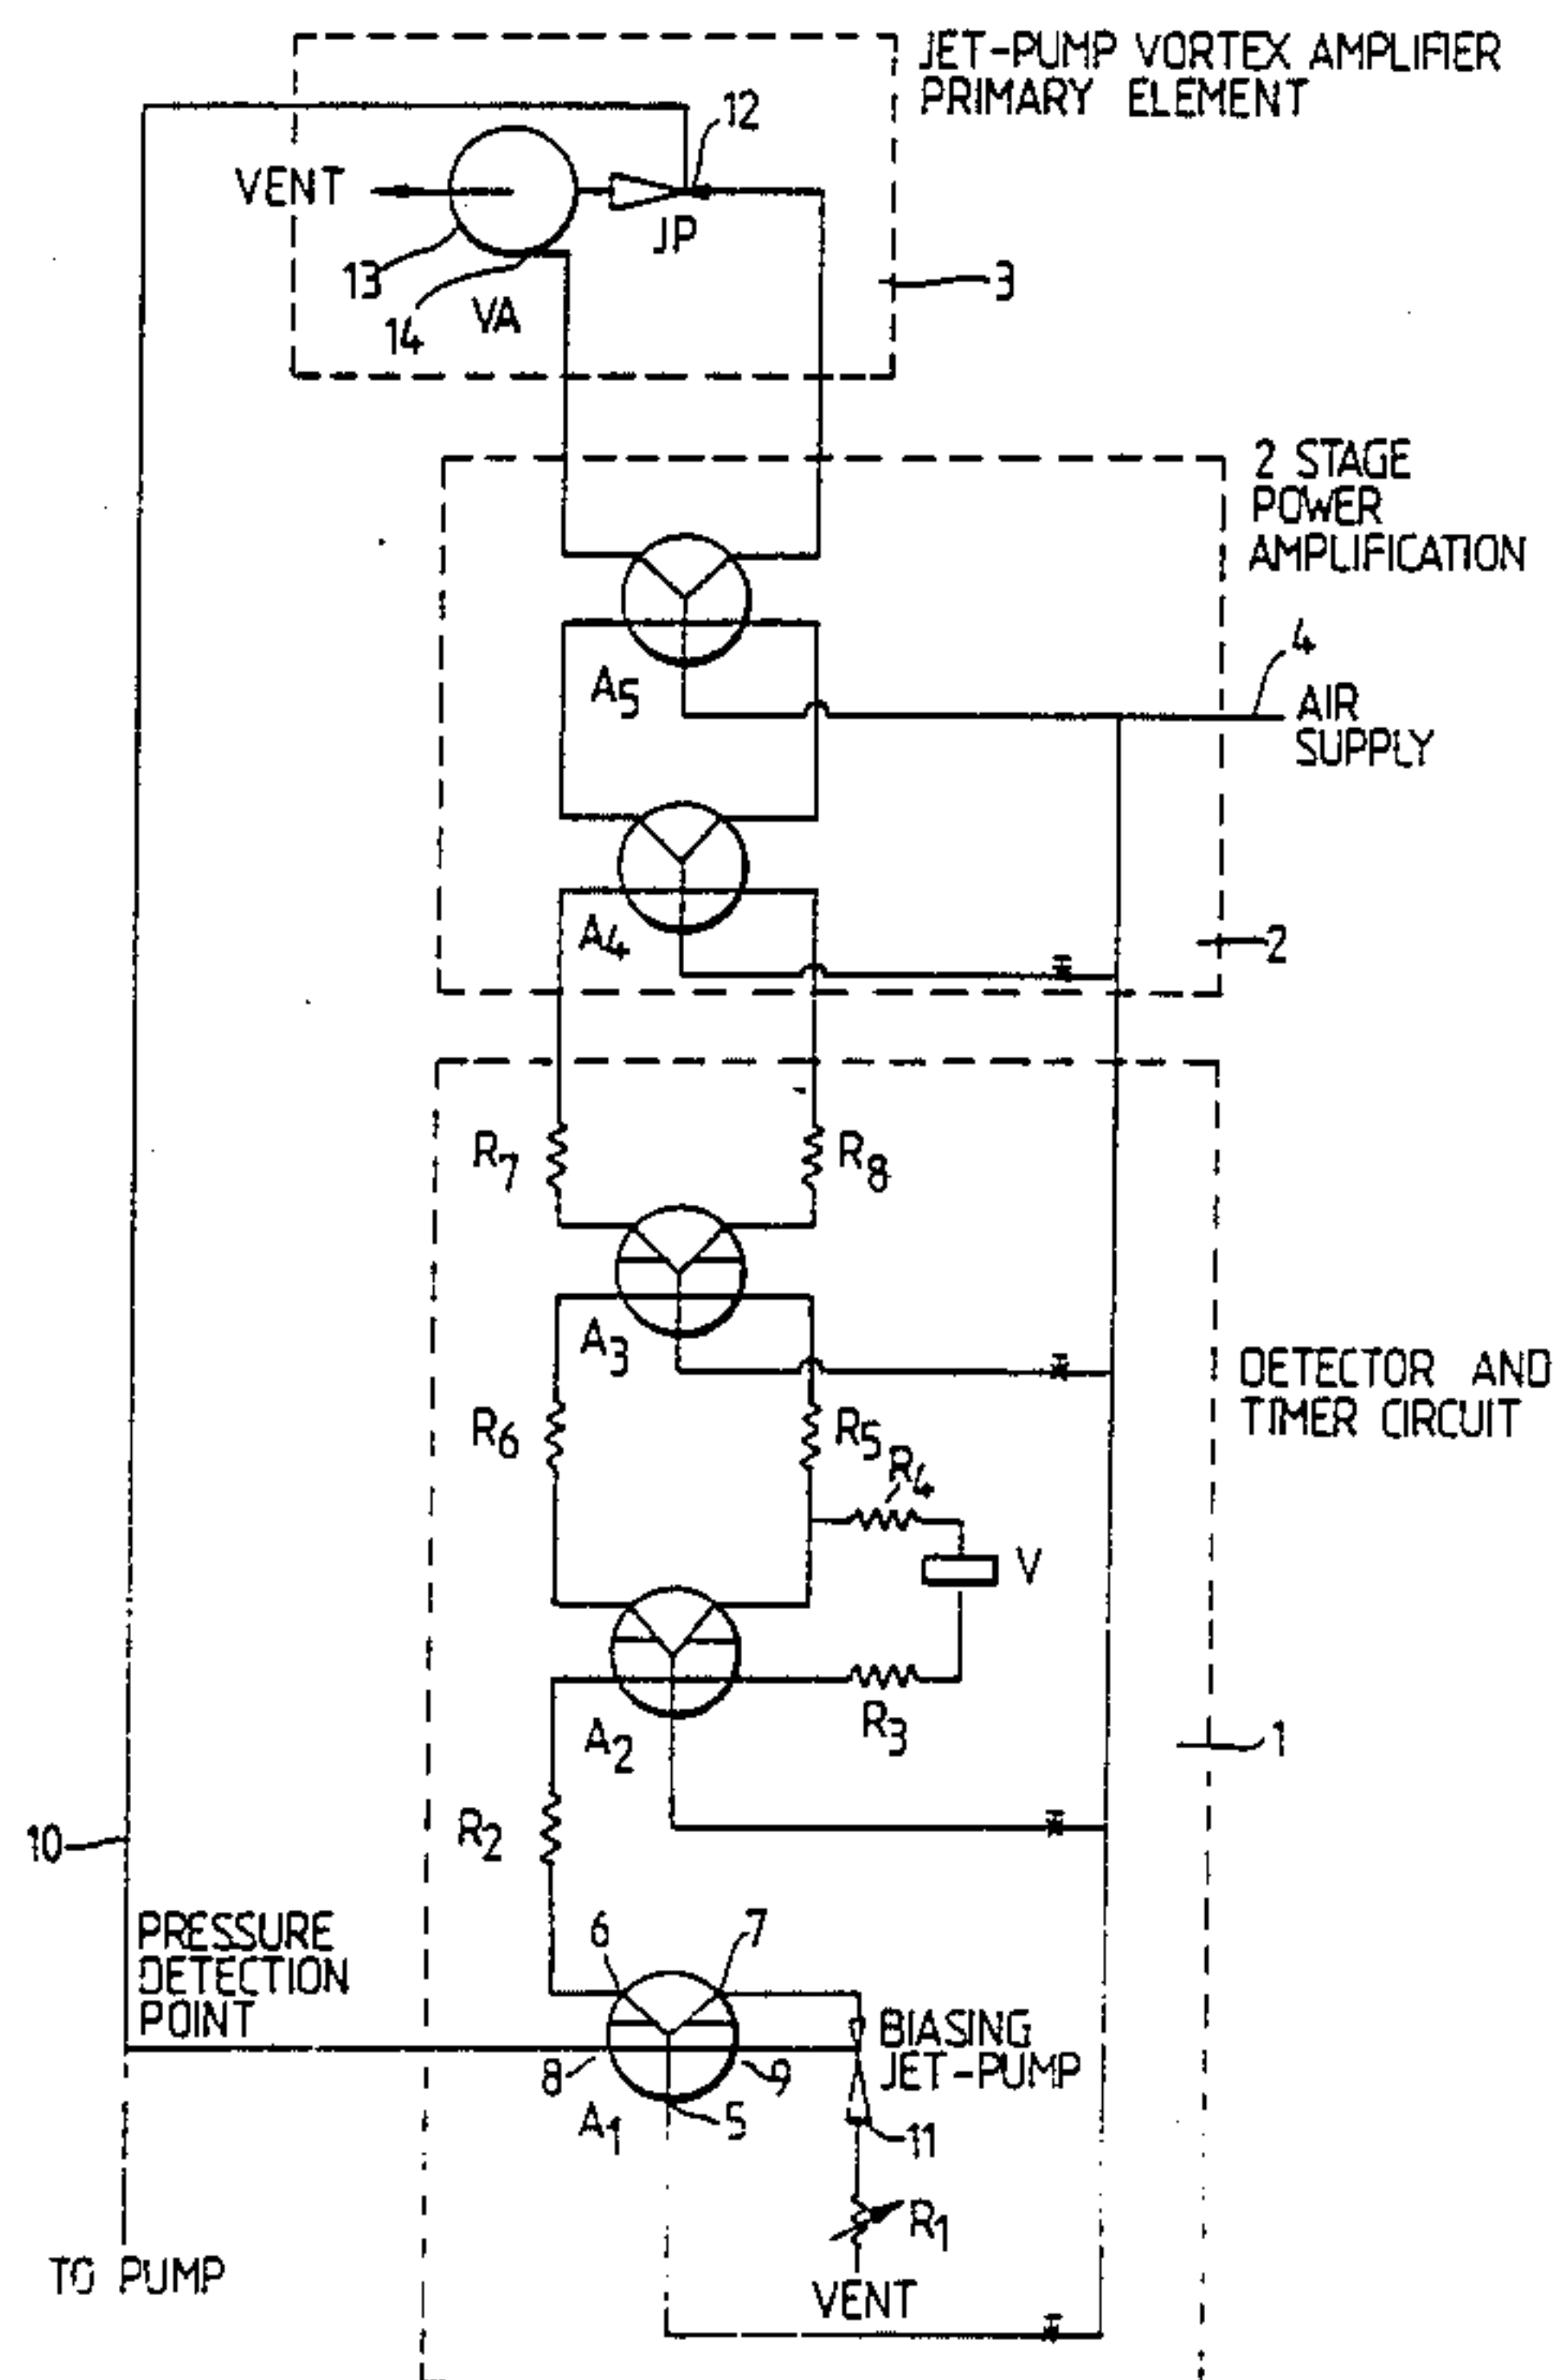 JET-PUMP VORTEX AMPLIFIER
PRIMARY ELEMENT
12
VENT
JP
13
3
14
VA
2 STAGE
POWER
AMPLIFICATION
4
A5
AIR
SUPPLY
A4
2
R7
R8
A3
DETECTOR AND
TIMER CIRCUIT
R6
R5
R4
V
R3
A2
1
R2
10
PRESSURE
DETECTION
POINT
6
7
BIASING
JET-PUMP
8
9
A1
5
11
R1
TO PUMP
VENT